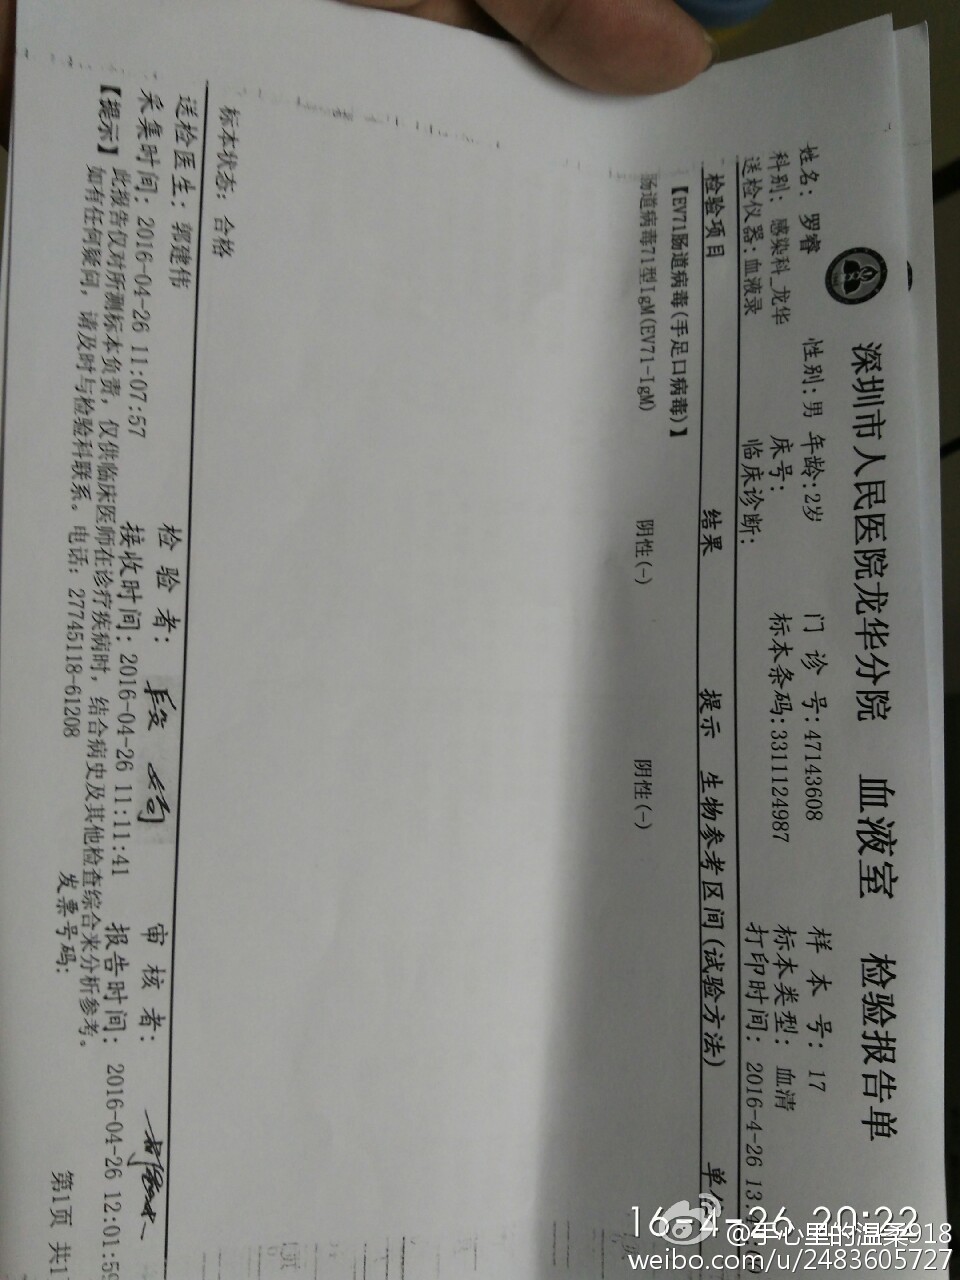 深圳市人民医院龙华分院 血液室 检验报告单
姓名：罗睿 性别:男 年龄:2岁 门诊号:47143608 样本号：17
科别：感染科_龙华 床号： 标本条码:3311124987 标本类型：血清
送检仪器:血液录 临床诊断： 打印时间：2016-4-26 13:4
检验项目 结果 提示 生物参考区间(试验方法) 单位
【EV71肠道病毒(手足口病毒)】
肠道病毒71型IgM(EV71-IgM) 阴性(-) 阴性(-)
标本状态：合格
送检医生：郭建伟 检验者： 审核者：
采集时间：2016-04-26 11:07:57 接收时间：2016-04-26 11:11:41 报告时间：2016-04-26 12:01:59
【提示】此报告仅对所测标本负责，仅供临床医师在诊疗疾病时，结合病史及其他检查综合来分析参考。
如有任何疑问，请及时与检验科联系。电话：27745118-61208 发票号码：
第1页 共1
16-4-26 20:22
@手心里的温柔918
weibo.com/u/2483605727